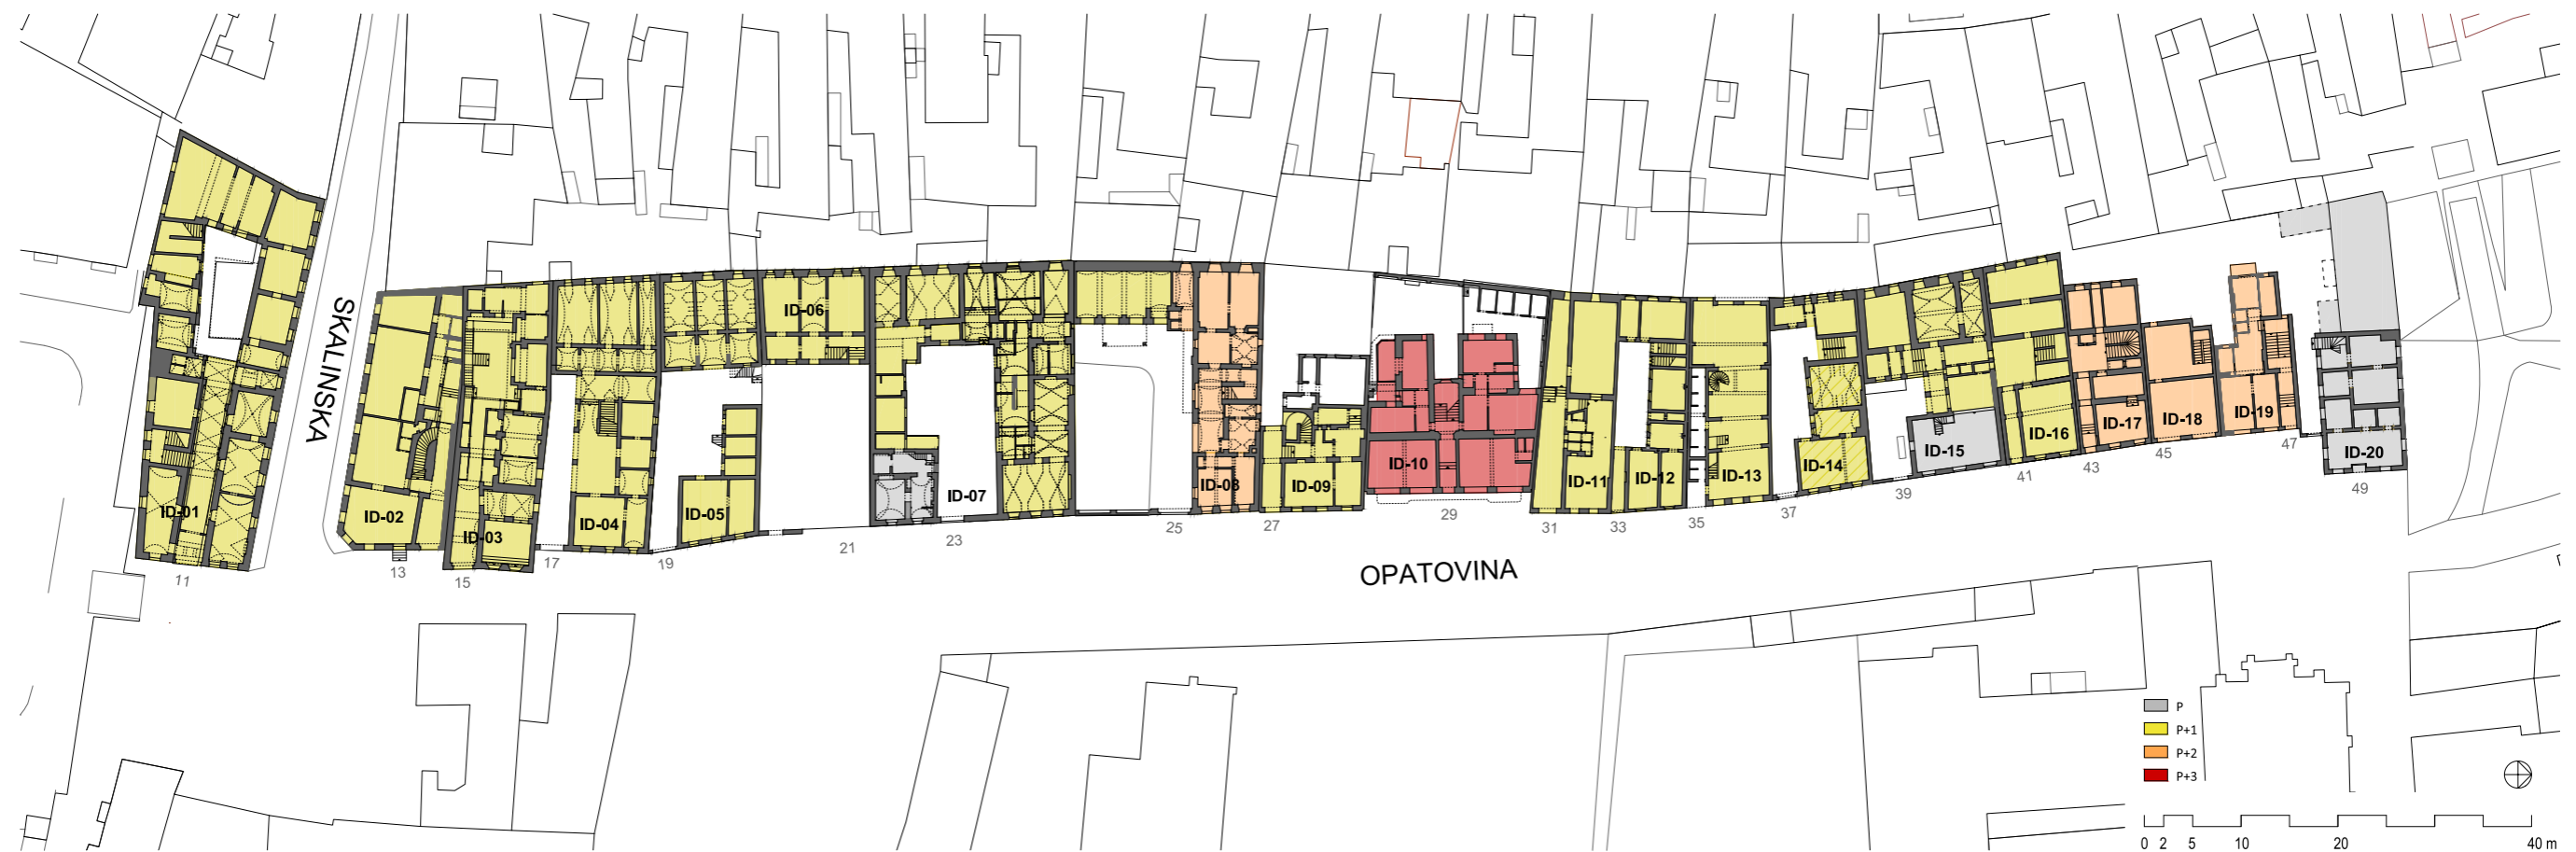 ID-06
SKALINSKA
ID-01
ID-02
ID-03
ID-04
ID-05
ID-07
ID-08
ID-09
ID-10
ID-11
ID-12
ID-13
ID-14
ID-15
ID-16
ID-17
ID-18
ID-19
ID-20
11
13
15
17
19
21
23
25
27
29
31
33
35
37
39
41
43
45
47
49
OPATOVINA
P
P+1
P+2
P+3
0 2 5 10 20 40 m